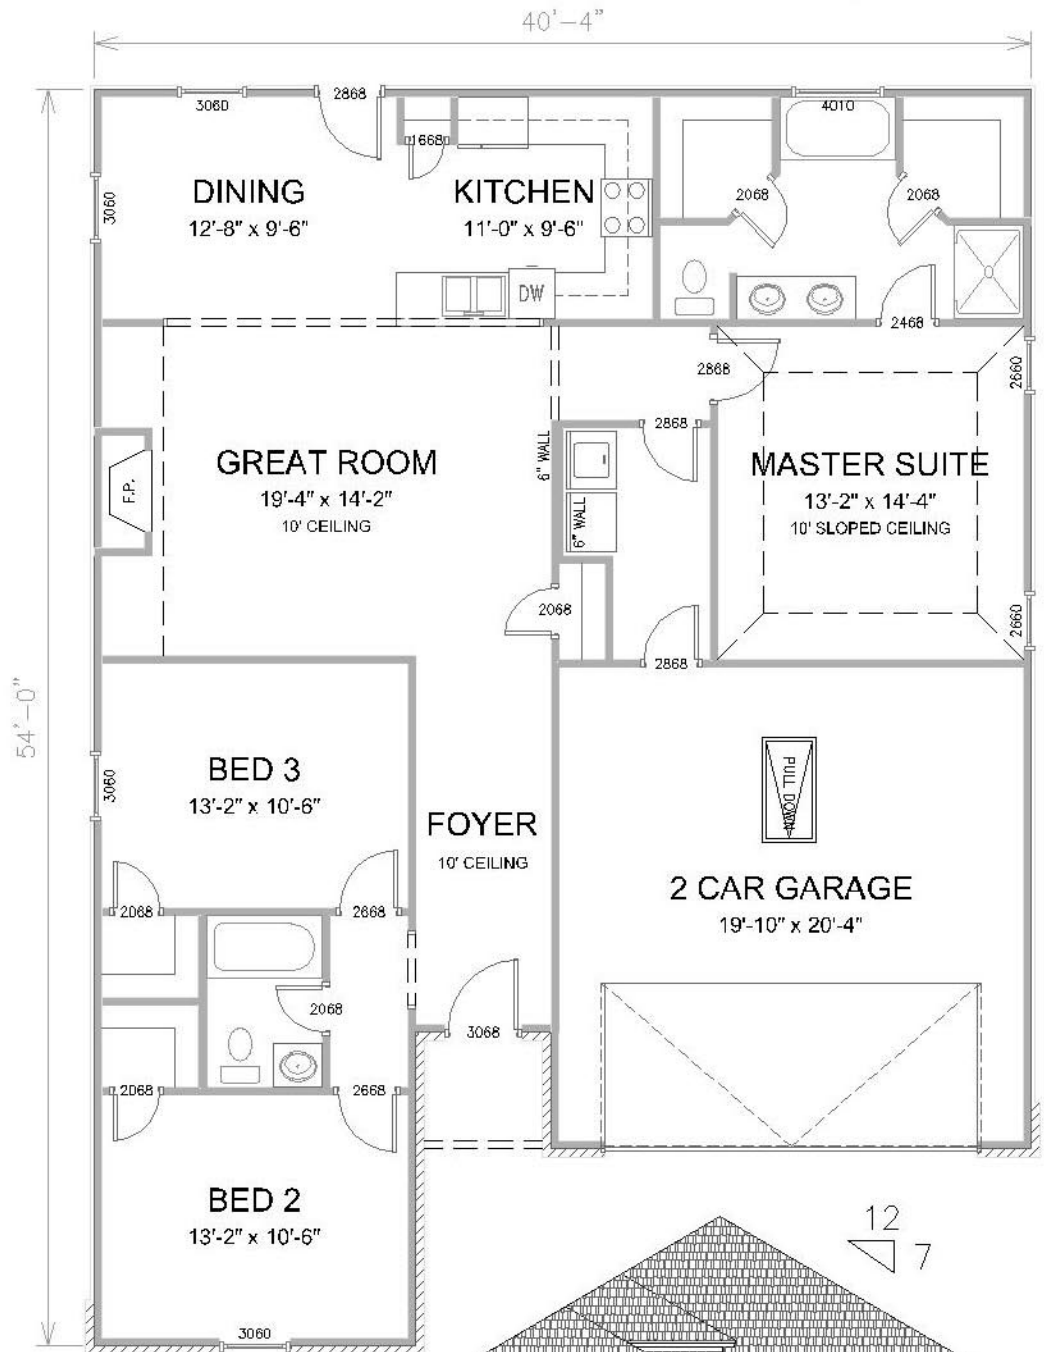 40'-4"
3060
2868
4010
1668
DINING
12'-8" x 9'-6"
KITCHEN
11'-0" x 9'-6"
2068
2068
3060
DW
2468
2868
2660
2868
6" WALL
GREAT ROOM
19'-4" x 14'-2"
10' CEILING
F.P.
MASTER SUITE
13'-2" x 14'-4"
10' SLOPED CEILING
6" WALL
2068
2660
2868
54'-0"
BED 3
13'-2" x 10'-6"
3060
PULL DOWN
FOYER
10' CEILING
2 CAR GARAGE
19'-10" x 20'-4"
2068
2668
2068
3068
2068
2668
BED 2
13'-2" x 10'-6"
12
7
3060